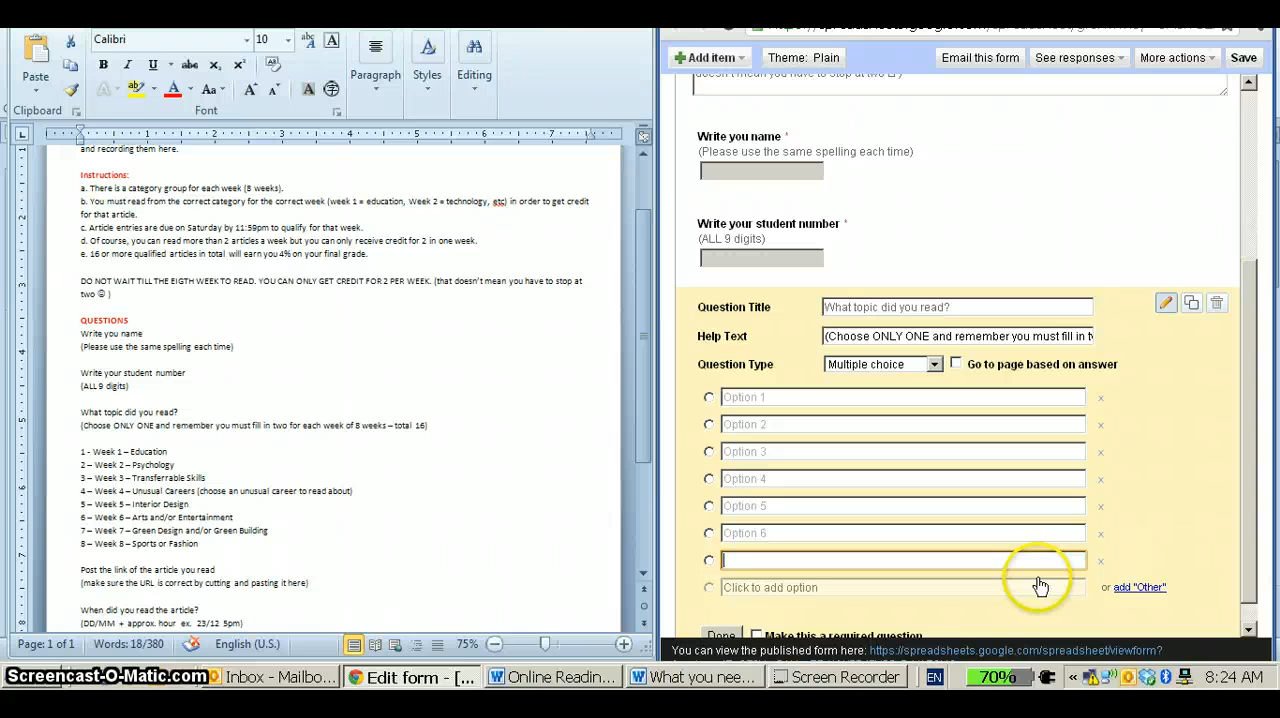 Calibri
10
Paste
Clipboard
Font
Paragraph
Styles
Editing
and recording them here.
Instructions:
a. There is a category group for each week (8 weeks).
b. You must read from the correct category for the correct week (week 1 = education, Week 2 = technology, gtc) in order to get credit
for that article.
c. Article entries are due on Saturday by 11:59pm to qualify for that week.
d. Of course, you can read more than 2 articles a week but you can only receive credit for 2 in one week.
e. 16 or more qualified articles in total will earn you 4% on your final grade.
DO NOT WAIT TILL THE EIGTH WEEK TO READ. YOU CAN ONLY GET CREDIT FOR 2 PER WEEK. (that doesn't mean you have to stop at
two ☺ )
QUESTIONS
Write you name
(Please use the same spelling each time)
Write your student number
(ALL 9 digits)
What topic did you read?
(Choose ONLY ONE and remember you must fill in two for each week of 8 weeks – total 16)
1 - Week 1 – Education
2 – Week 2 – Psychology
3 – Week 3 – Transferrable Skills
4 – Week 4 – Unusual Careers (choose an unusual career to read about)
5 – Week 5 – Interior Design
6 – Week 6 – Arts and/or Entertainment
7 – Week 7 – Green Design and/or Green Building
8 – Week 8 – Sports or Fashion
Post the link of the article you read
(make sure the URL is correct by cutting and pasting it here)
When did you read the article?
(DD/MM + approx. hour ex. 23/12 5pm)
Page: 1 of 1 Words: 18/380 English (U.S.) 75%
Add item Theme: Plain Email this form See responses More actions Save
doesn't mean you have to stop at two )
Write you name *
(Please use the same spelling each time)
Write your student number *
(ALL 9 digits)
Question Title What topic did you read?
Help Text (Choose ONLY ONE and remember you must fill in t
Question Type Multiple choice Go to page based on answer
Option 1 x
Option 2 x
Option 3 x
Option 4 x
Option 5 x
Option 6 x
x
Click to add option or add "Other"
Done Make this a required question
You can view the published form here: https://spreadsheets.google.com/spreadsheet/viewform?
Screencast-O-Matic.com Inbox - Mailbo... Edit form - [... Online Readin... What you nee... Screen Recorder EN 70% « 8:24 AM